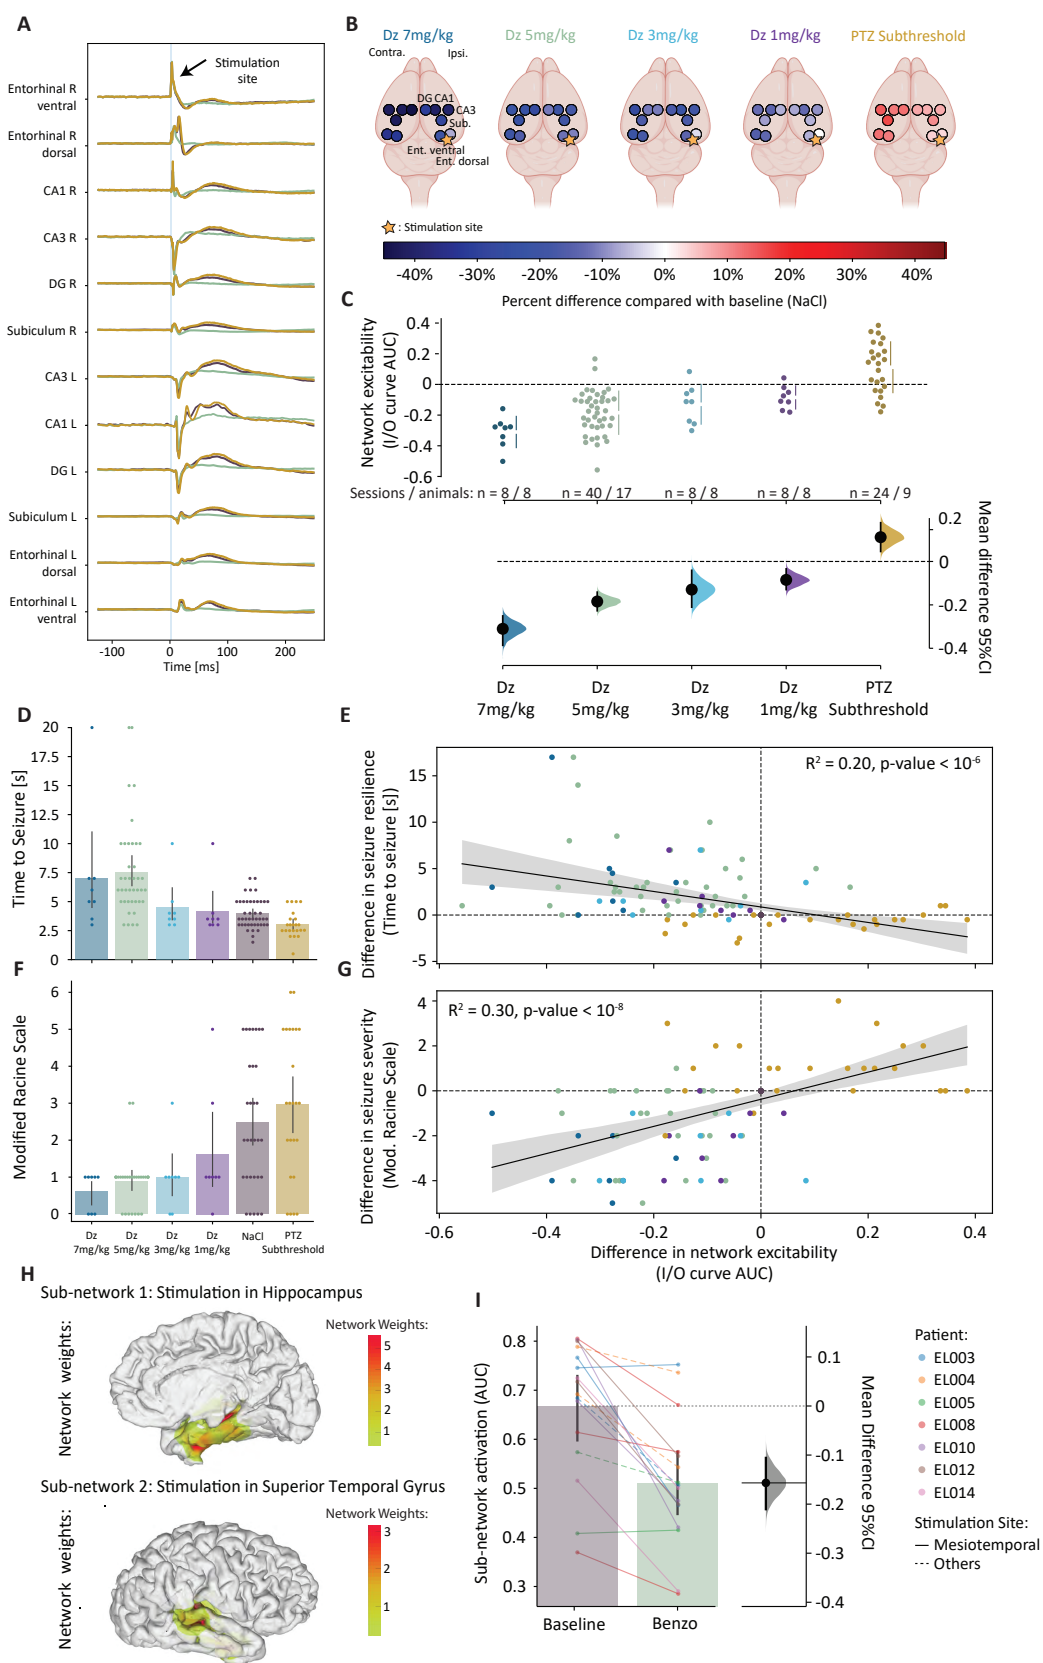 A
Stimulation
site
Entorhinal R
ventral
Entorhinal R
dorsal
CA1 R
CA3 R
DG R
Subiculum R
CA3 L
CA1 L
DG L
Subiculum L
Entorhinal L
dorsal
Entorhinal L
ventral
-100 0 100 200
Time [ms]
B
Dz 7mg/kg Dz 5mg/kg Dz 3mg/kg Dz 1mg/kg PTZ Subthreshold
Contra. Ipsi.
DG CA1
CA3
Sub.
Ent. ventral
Ent. dorsal
: Stimulation site
-40% -30% -20% -10% 0% 10% 20% 30% 40%
Percent difference compared with baseline (NaCl)
C
Network excitability
(I/O curve AUC)
0.4
0.2
0
-0.2
-0.4
-0.6
Sessions / animals: n = 8 / 8 n = 40 / 17 n = 8 / 8 n = 8 / 8 n = 24 / 9
0.2
0
-0.2
-0.4
Mean difference 95%CI
Dz
7mg/kg
Dz
5mg/kg
Dz
3mg/kg
Dz
1mg/kg
PTZ
Subthreshold
D
Time to Seizure [s]
20
17.5
15
12.5
10
7.5
5
2.5
0
E
Difference in seizure resilience
(Time to seizure [s])
15
10
5
0
-5
R² = 0.20, p-value < 10⁻⁶
F
Modified Racine Scale
6
5
4
3
2
1
0
Dz
7mg/kg
Dz
5mg/kg
Dz
3mg/kg
Dz
1mg/kg
NaCl
PTZ
Subthreshold
G
Difference in seizure severity
(Mod. Racine Scale)
4
2
0
-2
-4
R² = 0.30, p-value < 10⁻⁸
-0.6 -0.4 -0.2 0 0.2 0.4
Difference in network excitability
(I/O curve AUC)
H
Sub-network 1: Stimulation in Hippocampus
Network weights:
Network Weights:
5
4
3
2
1
Sub-network 2: Stimulation in Superior Temporal Gyrus
Network weights:
Network Weights:
3
2
1
I
Sub-network activation (AUC)
0.8
0.7
0.6
0.5
0.4
0.3
Baseline Benzo
0.1
0
-0.1
-0.2
-0.3
-0.4
Mean Difference 95%CI
Patient:
EL003
EL004
EL005
EL008
EL010
EL012
EL014
Stimulation Site:
Mesiotemporal
Others